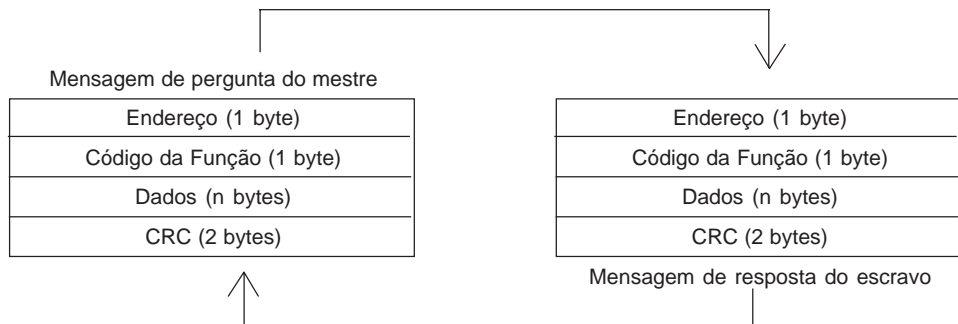 Mensagem de pergunta do mestre
Endereço (1 byte)
Código da Função (1 byte)
Dados (n bytes)
CRC (2 bytes)
Endereço (1 byte)
Código da Função (1 byte)
Dados (n bytes)
CRC (2 bytes)
Mensagem de resposta do escravo